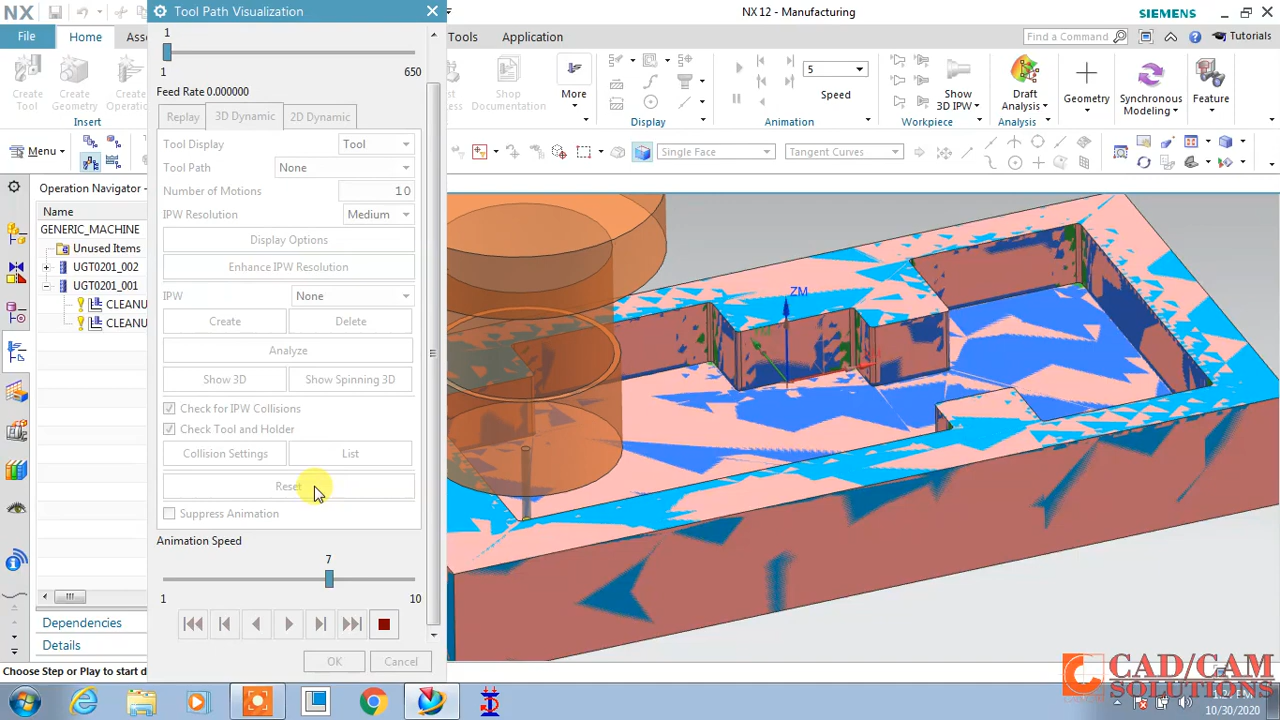 NX
Tool Path Visualization
NX 12 - Manufacturing
SIEMENS
File
Home
Tools
Application
Find a Command
Tutorials
Create Tool
Create Geometry
Insert
Shop Documentation
More
Display
5
Speed
Animation
Show 3D IPW
Workpiece
Draft Analysis
Analysis
Geometry
Synchronous Modeling
Feature
Menu
Single Face
Tangent Curves
Operation Navigator
Name
GENERIC_MACHINE
Unused Items
UGT0201_002
UGT0201_001
CLEANU
CLEANU
Dependencies
Details
1
1
650
Feed Rate 0.000000
Replay
3D Dynamic
2D Dynamic
Tool Display
Tool
Tool Path
None
Number of Motions
10
IPW Resolution
Medium
Display Options
Enhance IPW Resolution
IPW
None
Create
Delete
Analyze
Show 3D
Show Spinning 3D
Check for IPW Collisions
Check Tool and Holder
Collision Settings
List
Reset
Suppress Animation
Animation Speed
7
1
10
OK
Cancel
ZM
Choose Step or Play to start d
CAD/CAM
SOLUTIONS
10/30/2020